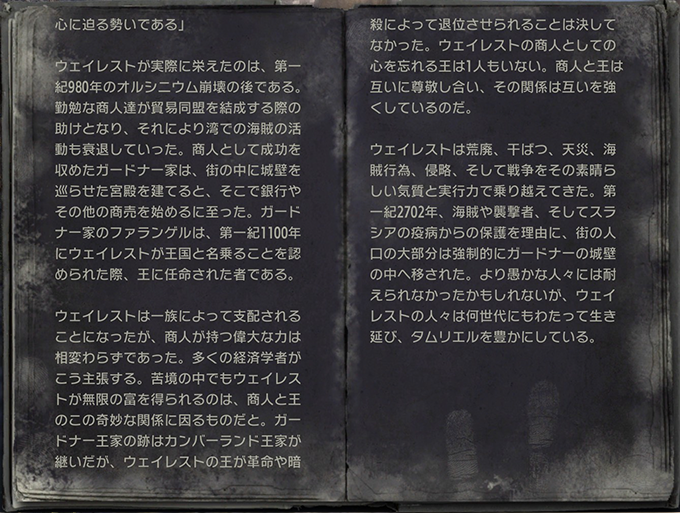 心に迫る勢いである」
ウェイレストが実際に栄えたのは、第一
紀980年のオルシニウム崩壊の後である。
勤勉な商人達が貿易同盟を結成する際の
助けとなり、それにより湾での海賊の活
動も衰退していった。商人として成功を
収めたガードナー家は、街の中に城壁を
巡らせた宮殿を建てると、そこで銀行や
その他の商売を始めるに至った。ガード
ナー家のファランゲルは、第一紀1100年
にウェイレストが王国と名乗ることを認
められた際、王に任命された者である。
ウェイレストは一族によって支配される
ことになったが、商人が持つ偉大な力は
相変わらずであった。多くの経済学者が
こう主張する。苦境の中でもウェイレス
トが無限の富を得られるのは、商人と王
のこの奇妙な関係に因るものだと。ガー
ドナー王家の跡はカンバーランド王家が
継いだが、ウェイレストの王が革命や暗
殺によって退位させられることは決して
なかった。ウェイレストの商人としての
心を忘れる王は1人もいない。商人と王は
互いに尊敬し合い、その関係は互いを強
くしているのだ。
ウェイレストは荒廃、干ばつ、天災、海
賊行為、侵略、そして戦争をその素晴ら
しい気質と実行力で乗り越えてきた。第
一紀2702年、海賊や襲撃者、そしてスラ
シアの疫病からの保護を理由に、街の人
口の大部分は強制的にガードナーの城壁
の中へ移された。より愚かな人々には耐
えられなかったかもしれないが、ウェイ
レストの人々は何世代にもわたって生き
延び、タムリエルを豊かにしている。